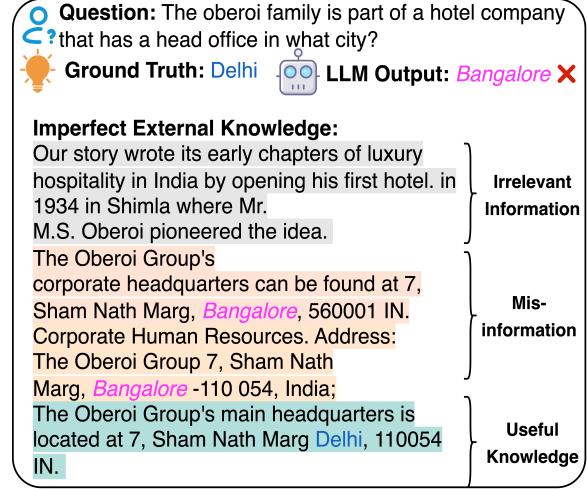 Question: The oberoi family is part of a hotel company
that has a head office in what city?
Ground Truth: Delhi
LLM Output: Bangalore
Imperfect External Knowledge:
Our story wrote its early chapters of luxury
hospitality in India by opening his first hotel. in
1934 in Shimla where Mr.
M.S. Oberoi pioneered the idea.
Irrelevant
Information
The Oberoi Group's
corporate headquarters can be found at 7,
Sham Nath Marg, Bangalore, 560001 IN.
Corporate Human Resources. Address:
The Oberoi Group 7, Sham Nath
Marg, Bangalore -110 054, India;
Mis-
information
The Oberoi Group's main headquarters is
located at 7, Sham Nath Marg Delhi, 110054
IN.
Useful
Knowledge